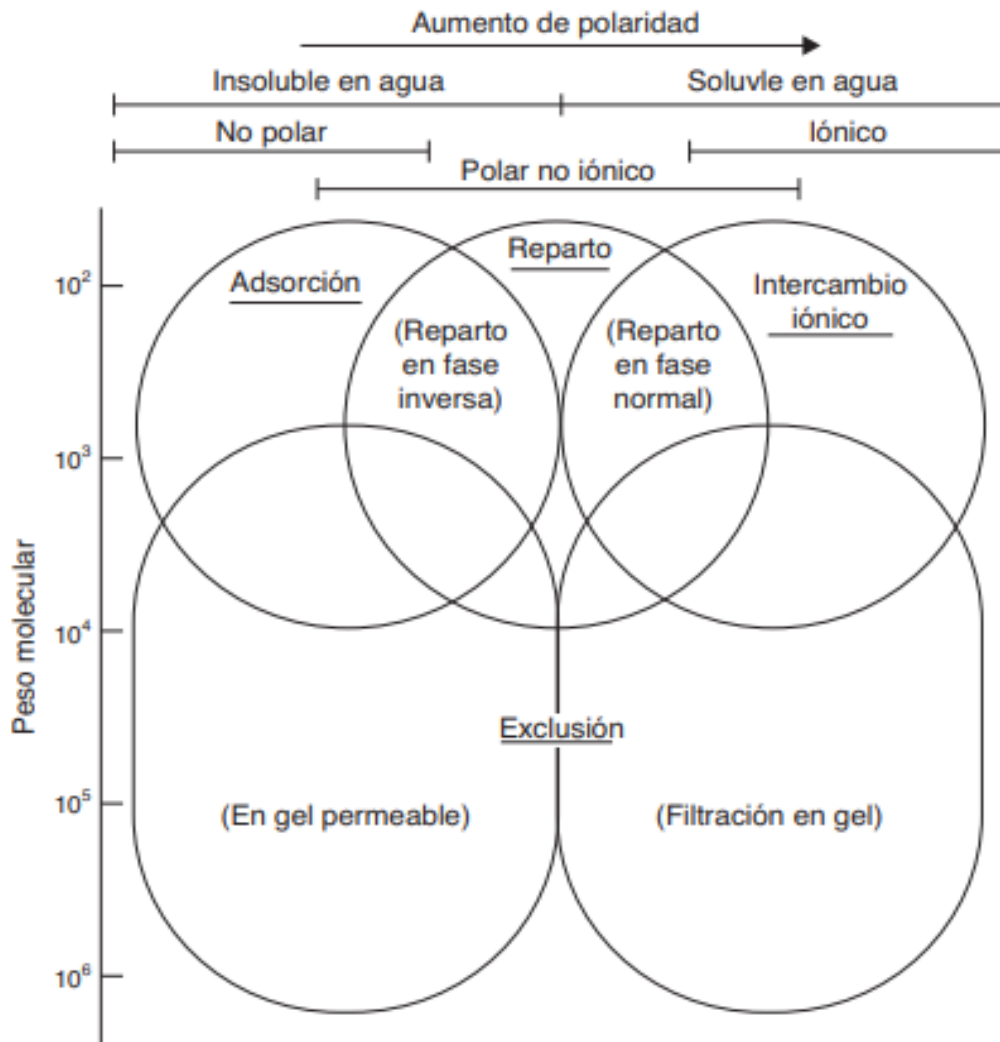 Aumento de polaridad
Insoluble en agua
Soluvle en agua
No polar
Iónico
Polar no iónico
Reparto
Adsorción
Intercambio
iónico
(Reparto
en fase
inversa)
(Reparto
en fase
normal)
10²
10³
10⁴
10⁵
10⁶
Peso molecular
Exclusión
(En gel permeable)
(Filtración en gel)